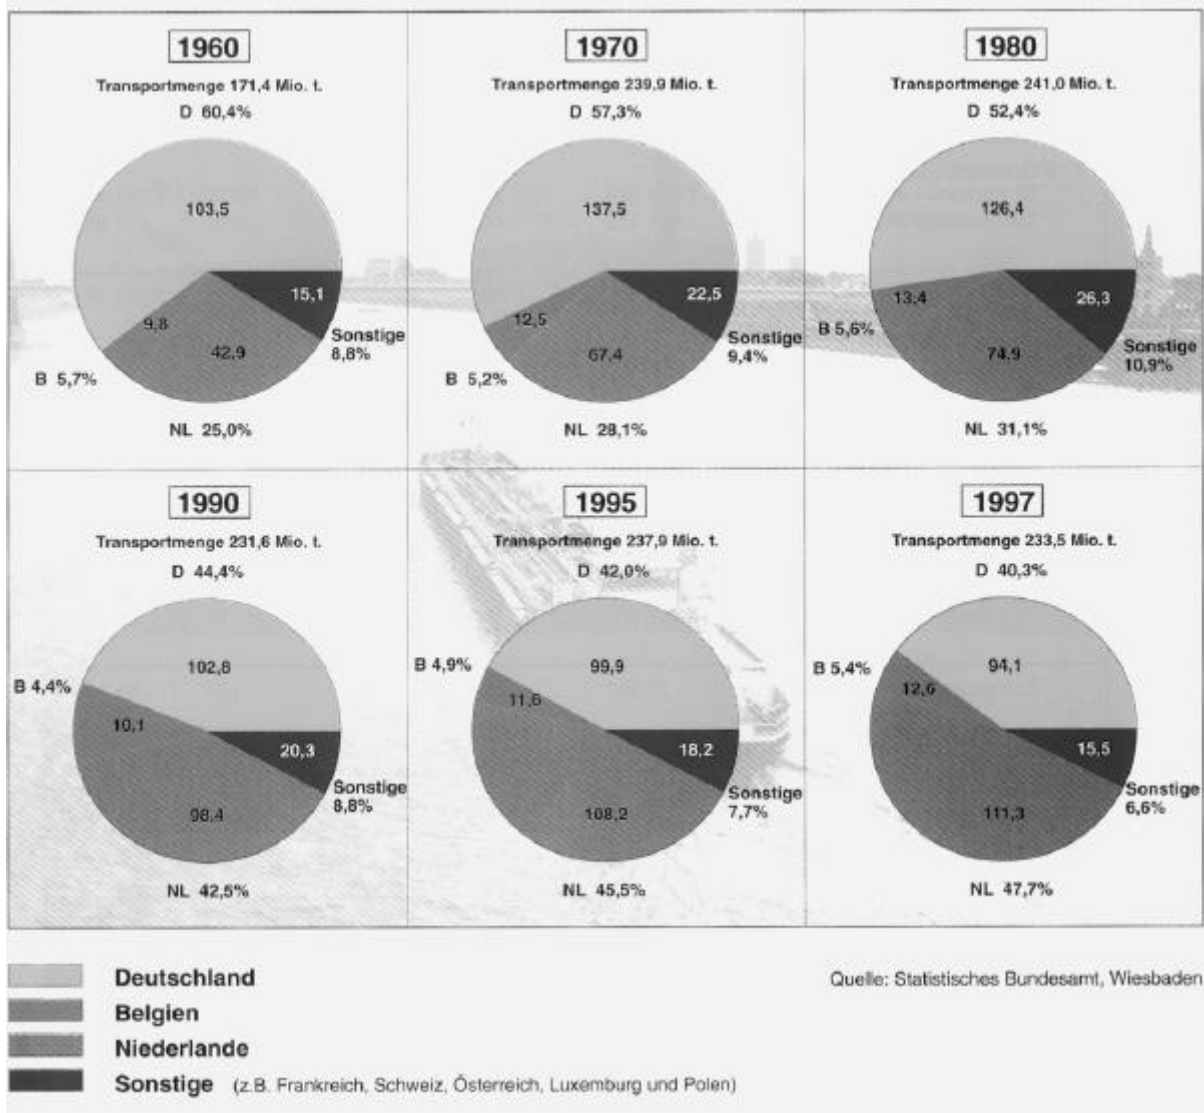 1960
Transportmenge 171,4 Mio. t.
D 60,4%
103,5
15,1
9,8
42,9
Sonstige
8,8%
B 5,7%
NL 25,0%
1970
Transportmenge 239,9 Mio. t.
D 57,3%
137,5
22,5
12,5
67,4
Sonstige
9,4%
B 5,2%
NL 28,1%
1980
Transportmenge 241,0 Mio. t.
D 52,4%
126,4
13,4
26,3
B 5,6%
74,9
Sonstige
10,9%
NL 31,1%
1990
Transportmenge 231,6 Mio. t.
D 44,4%
102,8
B 4,4%
10,1
20,3
Sonstige
8,8%
98,4
NL 42,5%
1995
Transportmenge 237,9 Mio. t.
D 42,0%
B 4,9%
99,9
11,6
18,2
Sonstige
7,7%
108,2
NL 45,5%
1997
Transportmenge 233,5 Mio. t.
D 40,3%
B 5,4%
94,1
12,6
15,5
Sonstige
6,6%
111,3
NL 47,7%
Deutschland
Quelle: Statistisches Bundesamt, Wiesbaden
Belgien
Niederlande
Sonstige (z.B. Frankreich, Schweiz, Österreich, Luxemburg und Polen)